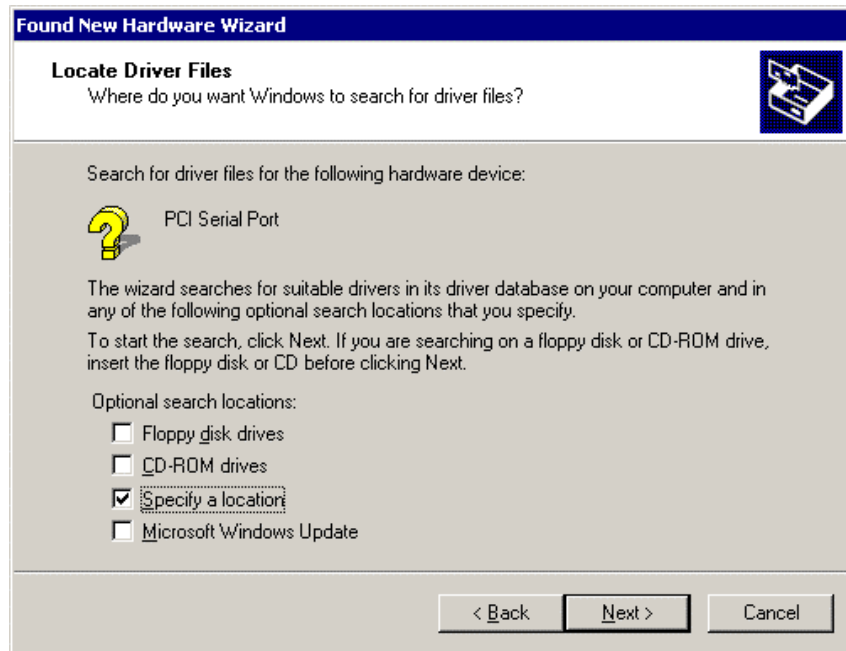 Found New Hardware Wizard
Locate Driver Files
Where do you want Windows to search for driver files?
Search for driver files for the following hardware device:
PCI Serial Port
The wizard searches for suitable drivers in its driver database on your computer and in
any of the following optional search locations that you specify.
To start the search, click Next. If you are searching on a floppy disk or CD-ROM drive,
insert the floppy disk or CD before clicking Next.
Optional search locations:
Floppy disk drives
CD-ROM drives
Specify a location
Microsoft Windows Update
< Back Next > Cancel